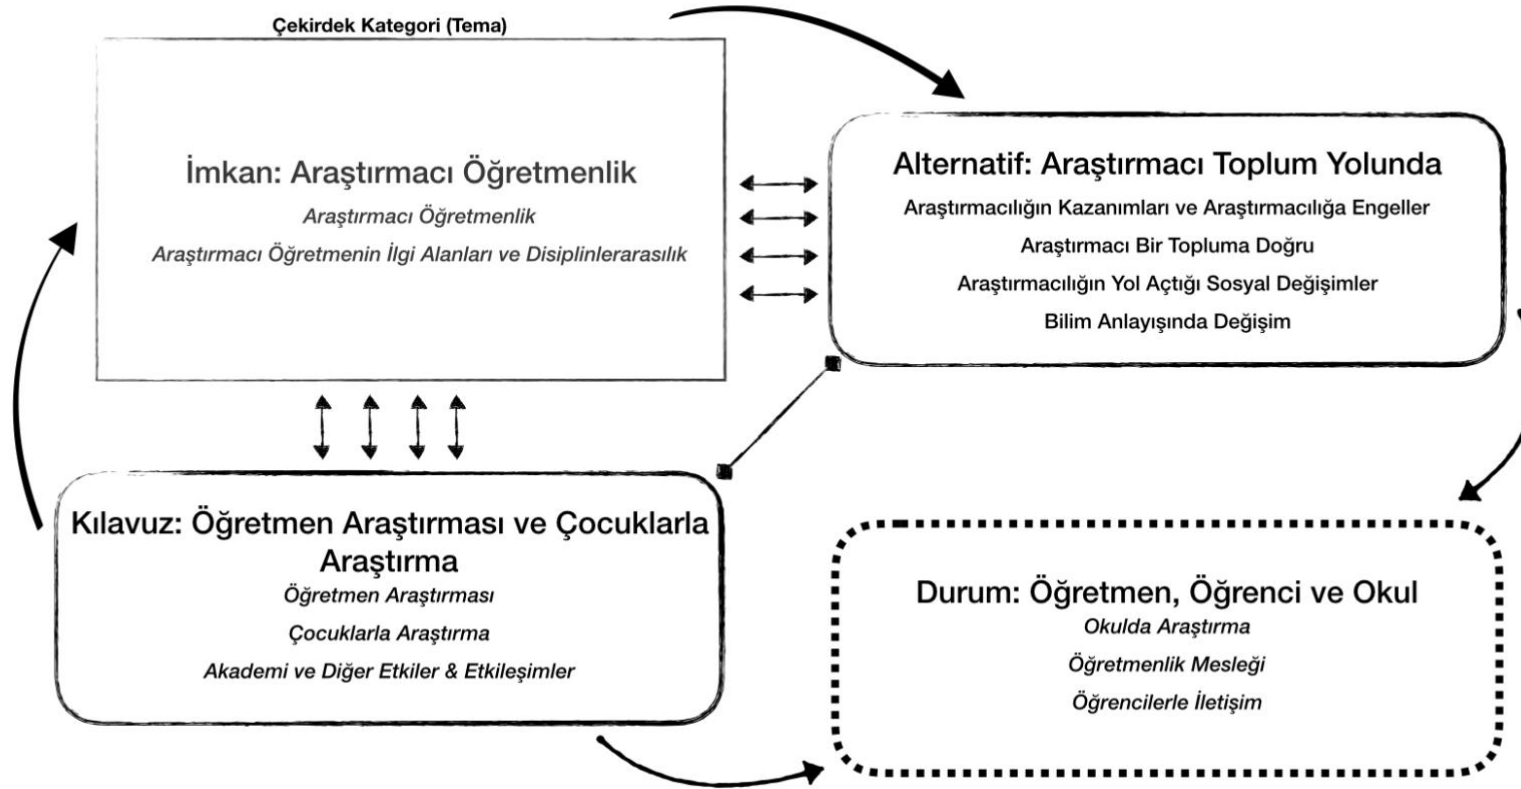 Çekirdek Kategori (Tema)
İmkan: Araştırmacı Öğretmenlik
Araştırmacı Öğretmenlik
Araştırmacı Öğretmenin İlgi Alanları ve Disiplinlerarasılık
Alternatif: Araştırmacı Toplum Yolunda
Araştırmacılığın Kazanımları ve Araştırmacılığa Engeller
Araştırmacı Bir Topluma Doğru
Araştırmacılığın Yol Açtığı Sosyal Değişimler
Bilim Anlayışında Değişim
Kılavuz: Öğretmen Araştırması ve Çocuklarla
Araştırma
Öğretmen Araştırması
Çocuklarla Araştırma
Akademi ve Diğer Etkiler & Etkileşimler
Durum: Öğretmen, Öğrenci ve Okul
Okulda Araştırma
Öğretmenlik Mesleği
Öğrencilerle İletişim